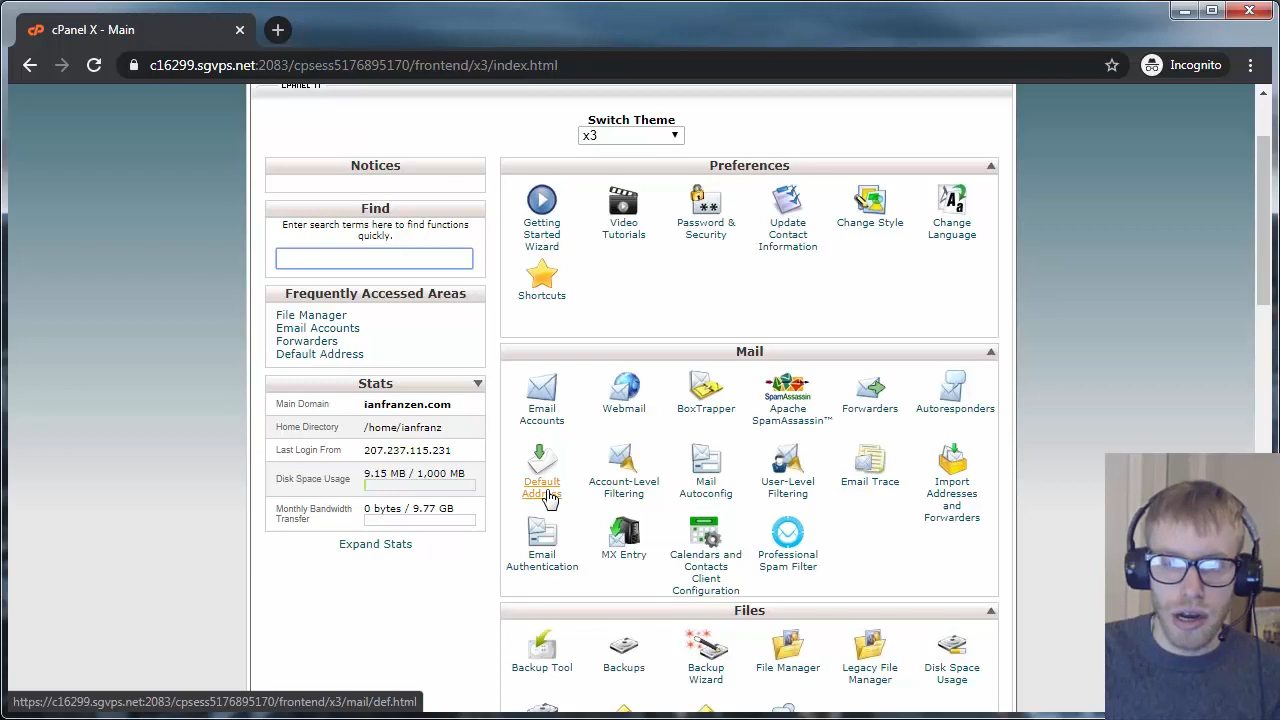 cPanel X - Main
c16299.sgvps.net:2083/cpsess5176895170/frontend/x3/index.html
Incognito
Switch Theme
x3
Notices
Find
Enter search terms here to find functions
quickly.
Frequently Accessed Areas
File Manager
Email Accounts
Forwarders
Default Address
Stats
Main Domain ianfranzen.com
Home Directory /home/ianfranz
Last Login From 207.237.115.231
Disk Space Usage 9.15 MB / 1,000 MB
Monthly Bandwidth
Transfer
0 bytes / 9.77 GB
Expand Stats
Preferences
Getting
Started
Wizard
Video
Tutorials
Password &
Security
Update
Contact
Information
Change Style
Change
Language
Shortcuts
Mail
Email
Accounts
Webmail
BoxTrapper
SpamAssassin
Apache
SpamAssassin™
Forwarders
Autoresponders
Default
Address
Account-Level
Filtering
Mail
Autoconfig
User-Level
Filtering
Email Trace
Import
Addresses
and
Forwarders
Email
Authentication
MX Entry
Calendars and
Contacts
Client
Configuration
Professional
Spam Filter
Files
Backup Tool
Backups
Backup
Wizard
File Manager
Legacy File
Manager
Disk Space
Usage
https://c16299.sgvps.net:2083/cpsess5176895170/frontend/x3/mail/def.html